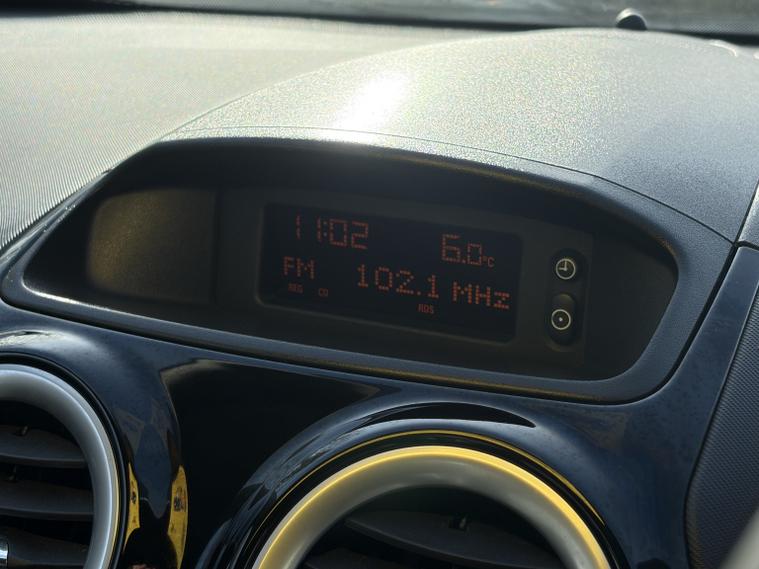 11:02 6.0°C
FM 102.1 MHz
REG CD RDS